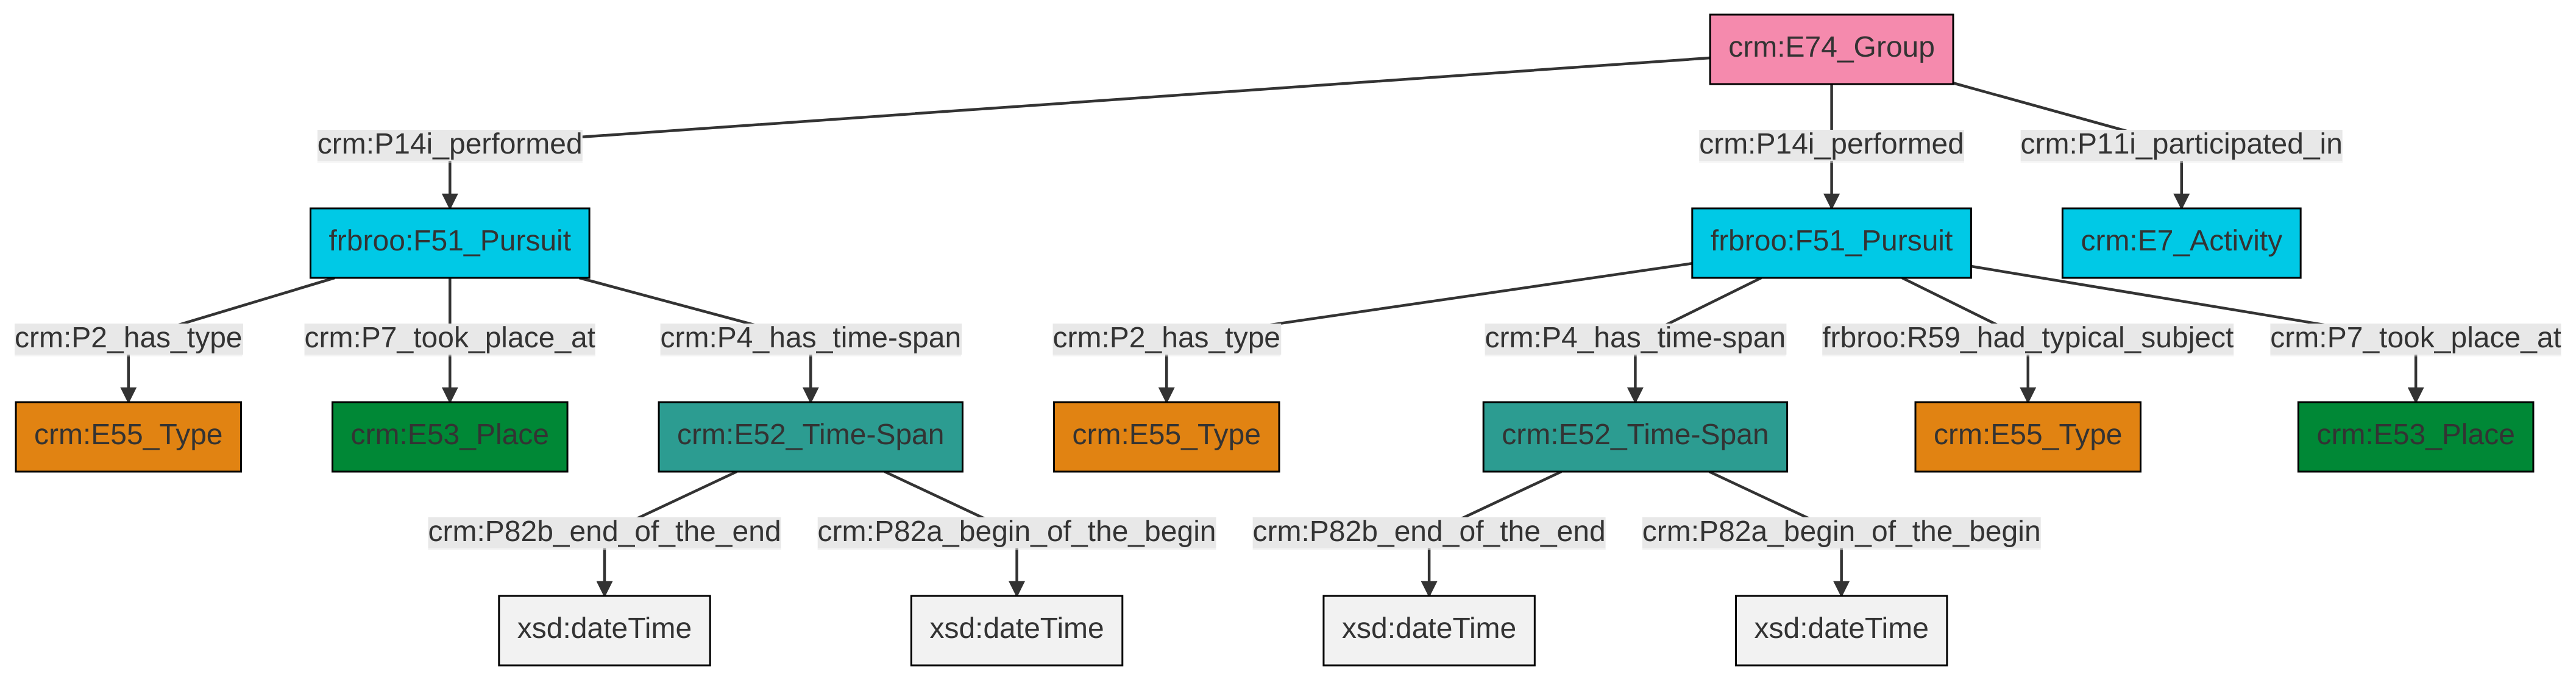 crm:E74_Group
crm:P14i_performed
crm:P14i_performed
crm:P11i_participated_in
frbroo:F51_Pursuit
frbroo:F51_Pursuit
crm:E7_Activity
crm:P2_has_type
crm:P7_took_place_at
crm:P4_has_time-span
crm:P2_has_type
crm:P4_has_time-span
frbroo:R59_had_typical_subject
crm:P7_took_place_at
crm:E55_Type
crm:E53_Place
crm:E52_Time-Span
crm:E55_Type
crm:E52_Time-Span
crm:E55_Type
crm:E53_Place
crm:P82b_end_of_the_end
crm:P82a_begin_of_the_begin
crm:P82b_end_of_the_end
crm:P82a_begin_of_the_begin
xsd:dateTime
xsd:dateTime
xsd:dateTime
xsd:dateTime